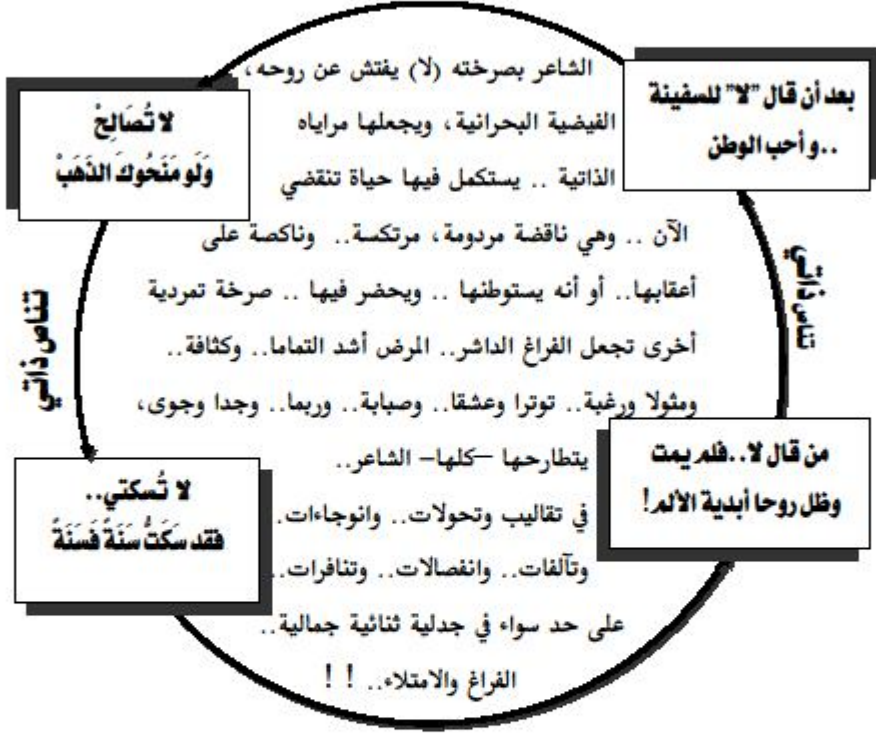 بعد أن قال "لا" للسفينة
..و أحب الوطن
لا تُصَالِحْ
وَلَو مَنَحُوكَ الذَهَبْ
تناص ذاتي
تناص ذاتي
من قال لا..فلم يمت
وظل روحا أبدية الألم!
لا تُسكتي..
فقد سَكَتُّ سَنَةً فَسَنَةً
الشاعر بصرخته (لا) يفتش عن روحه،
الفيضية البحرانية، ويجعلها مراياه
الذاتية .. يستكمل فيها حياة تنقضي
الآن .. وهي ناقضة مردومة، مرتكسة.. وناكصة على
أعقابها.. أو أنه يستوطنها .. ويحضر فيها .. صرخة تمردية
أخرى تجعل الفراغ الداشر.. المرض أشد التماما.. وكثافة..
ومثولا ورغبة.. توترا وعشقا.. وصبابة.. وربما.. وجدا وجوى،
يتطارحها –كلها– الشاعر..
في تقاليب وتحولات.. وانوجاءات.
وتآلفات.. وانفصالات.. وتنافرات..
على حد سواء في جدلية ثنائية جمالية..
الفراغ والامتلاء.. ! !